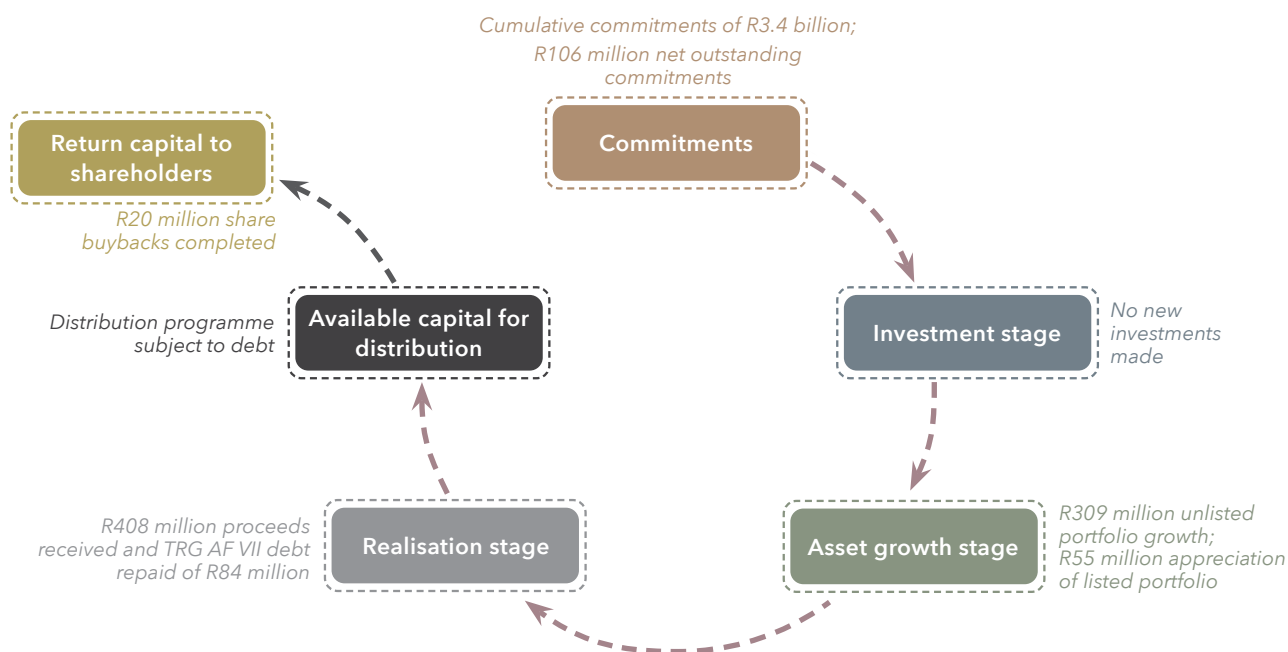 Cumulative commitments of R3.4 billion;
R106 million net outstanding
commitments
Commitments
Return capital to
shareholders
R20 million share
buybacks completed
Distribution programme
subject to debt
Available capital for
distribution
Investment stage
No new
investments
made
R408 million proceeds
received and TRG AF VII debt
repaid of R84 million
Realisation stage
Asset growth stage
R309 million unlisted
portfolio growth;
R55 million appreciation
of listed portfolio